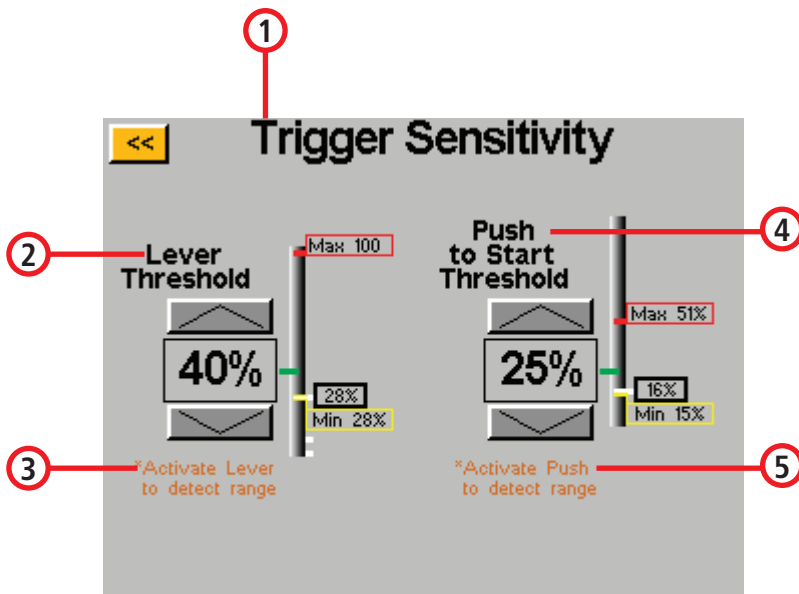 1
<< Trigger Sensitivity
2
Lever
Threshold
Max 100
40%
28%
Min 28%
3
*Activate Lever
to detect range
4
Push
to Start
Threshold
Max 51%
25%
16%
Min 15%
5
*Activate Push
to detect range